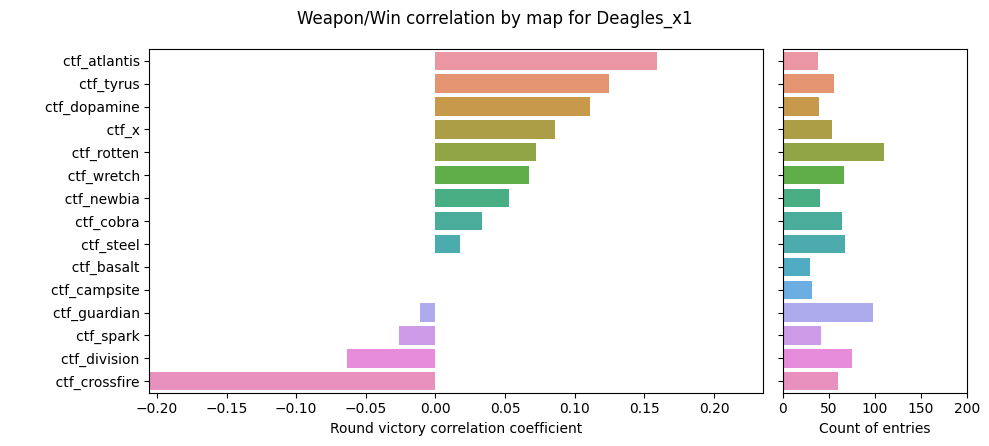 Weapon/Win correlation by map for Deagles_x1
ctf_atlantis
ctf_tyrus
ctf_dopamine
ctf_x
ctf_rotten
ctf_wretch
ctf_newbia
ctf_cobra
ctf_steel
ctf_basalt
ctf_campsite
ctf_guardian
ctf_spark
ctf_division
ctf_crossfire
−0.20 −0.15 −0.10 −0.05 0.00 0.05 0.10 0.15 0.20
Round victory correlation coefficient
0 50 100 150 200
Count of entries